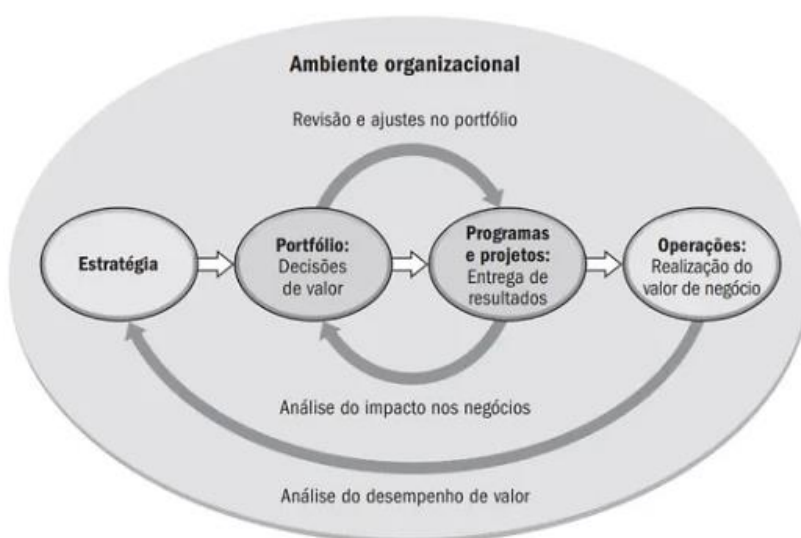 Ambiente organizacional
Revisão e ajustes no portfólio
Estratégia
Portfólio:
Decisões
de valor
Programas
e projetos:
Entrega de
resultados
Operações:
Realização do
valor de negócio
Análise do impacto nos negócios
Análise do desempenho de valor